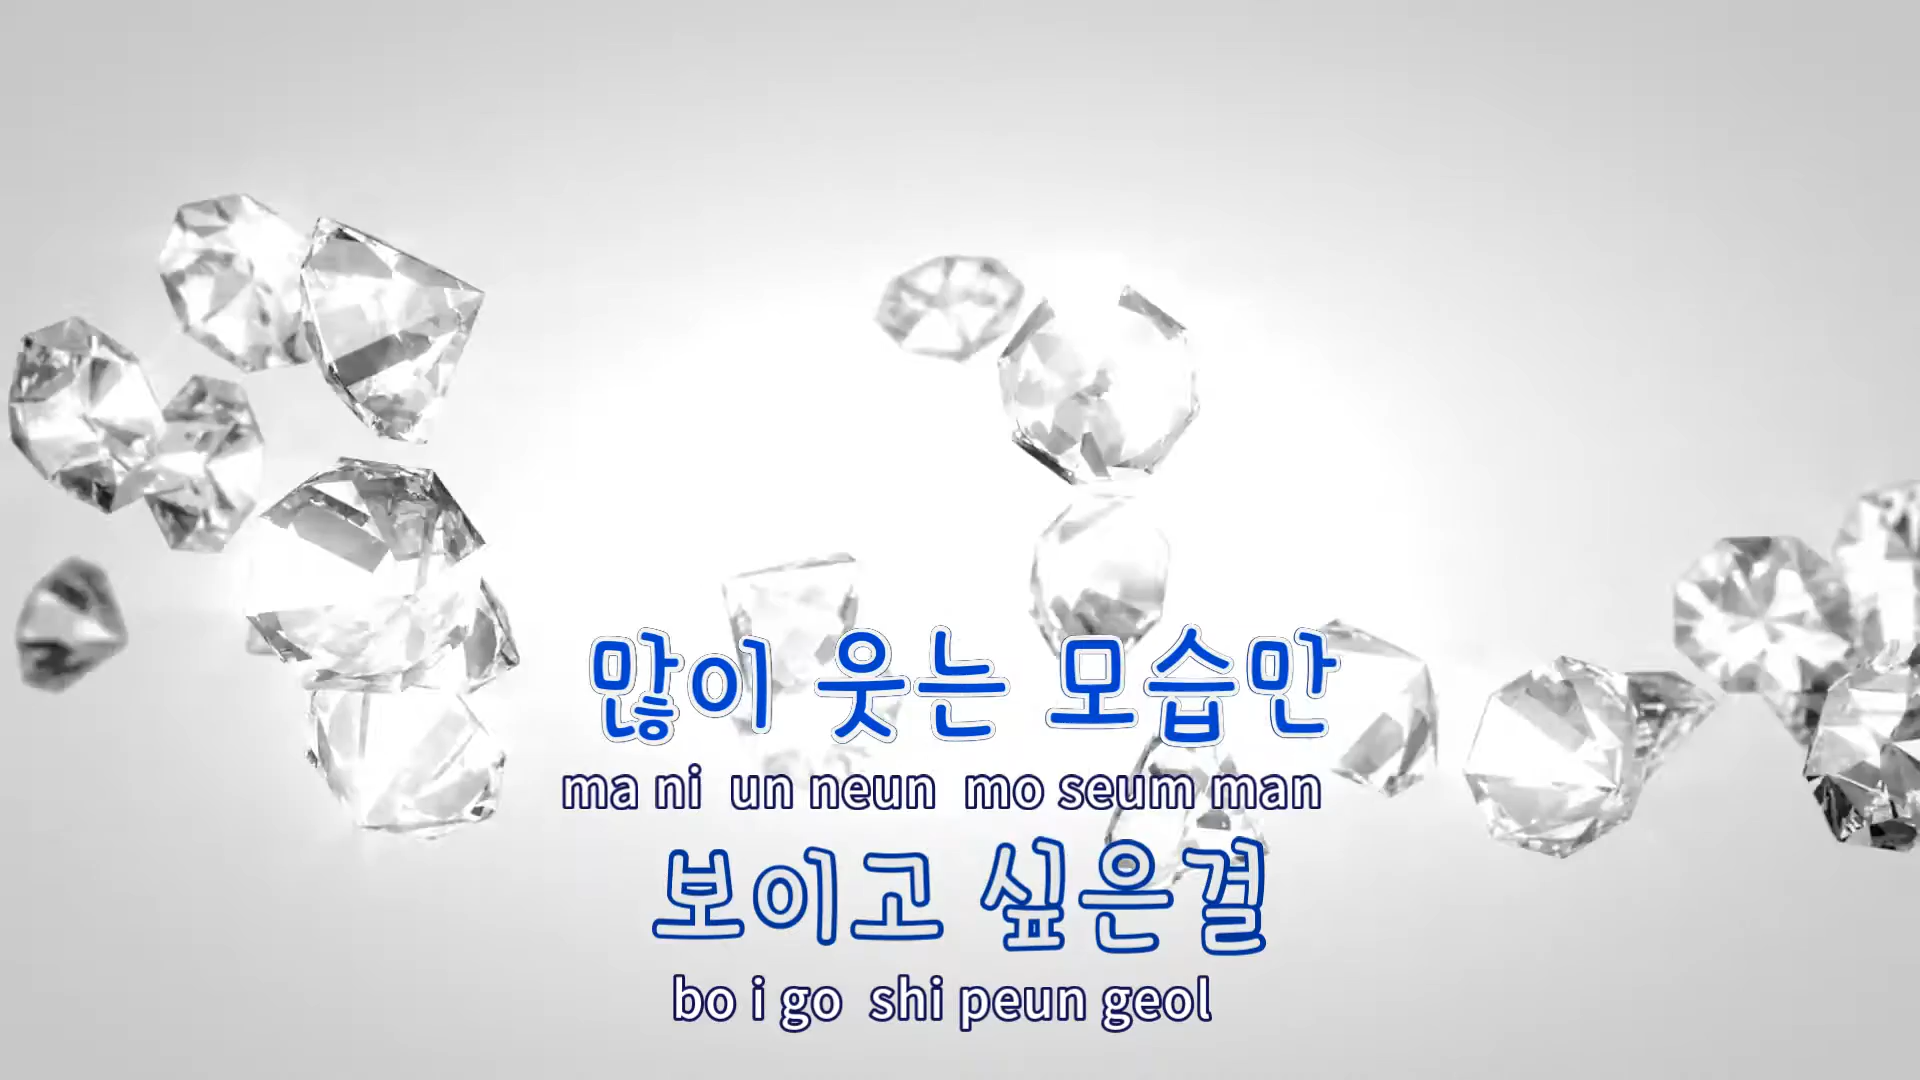 많이 웃는 모습만
ma ni un neun mo seum man
보이고 싶은결
bo i go shi peun geol